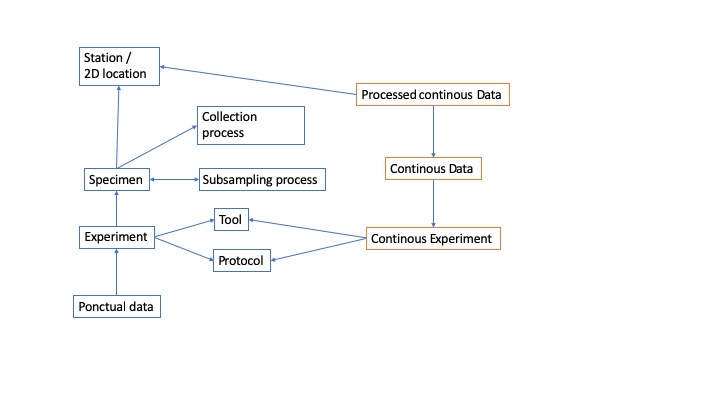 Station /
2D location
Processed continous Data
Collection
process
Continous Data
Specimen
Subsampling process
Tool
Experiment
Continous Experiment
Protocol
Ponctual data